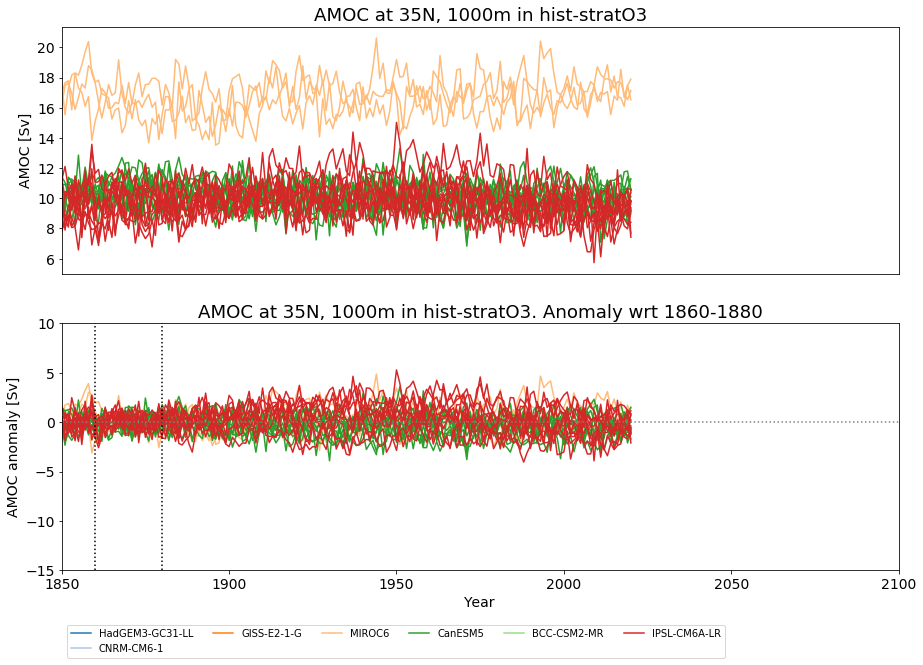 AMOC at 35N, 1000m in hist-stratO3
AMOC [Sv]
20
18
16
14
12
10
8
6
AMOC at 35N, 1000m in hist-stratO3. Anomaly wrt 1860-1880
AMOC anomaly [Sv]
10
5
0
−5
−10
−15
1850 1900 1950 2000 2050 2100
Year
HadGEM3-GC31-LL GISS-E2-1-G MIROC6 CanESM5 BCC-CSM2-MR IPSL-CM6A-LR
CNRM-CM6-1